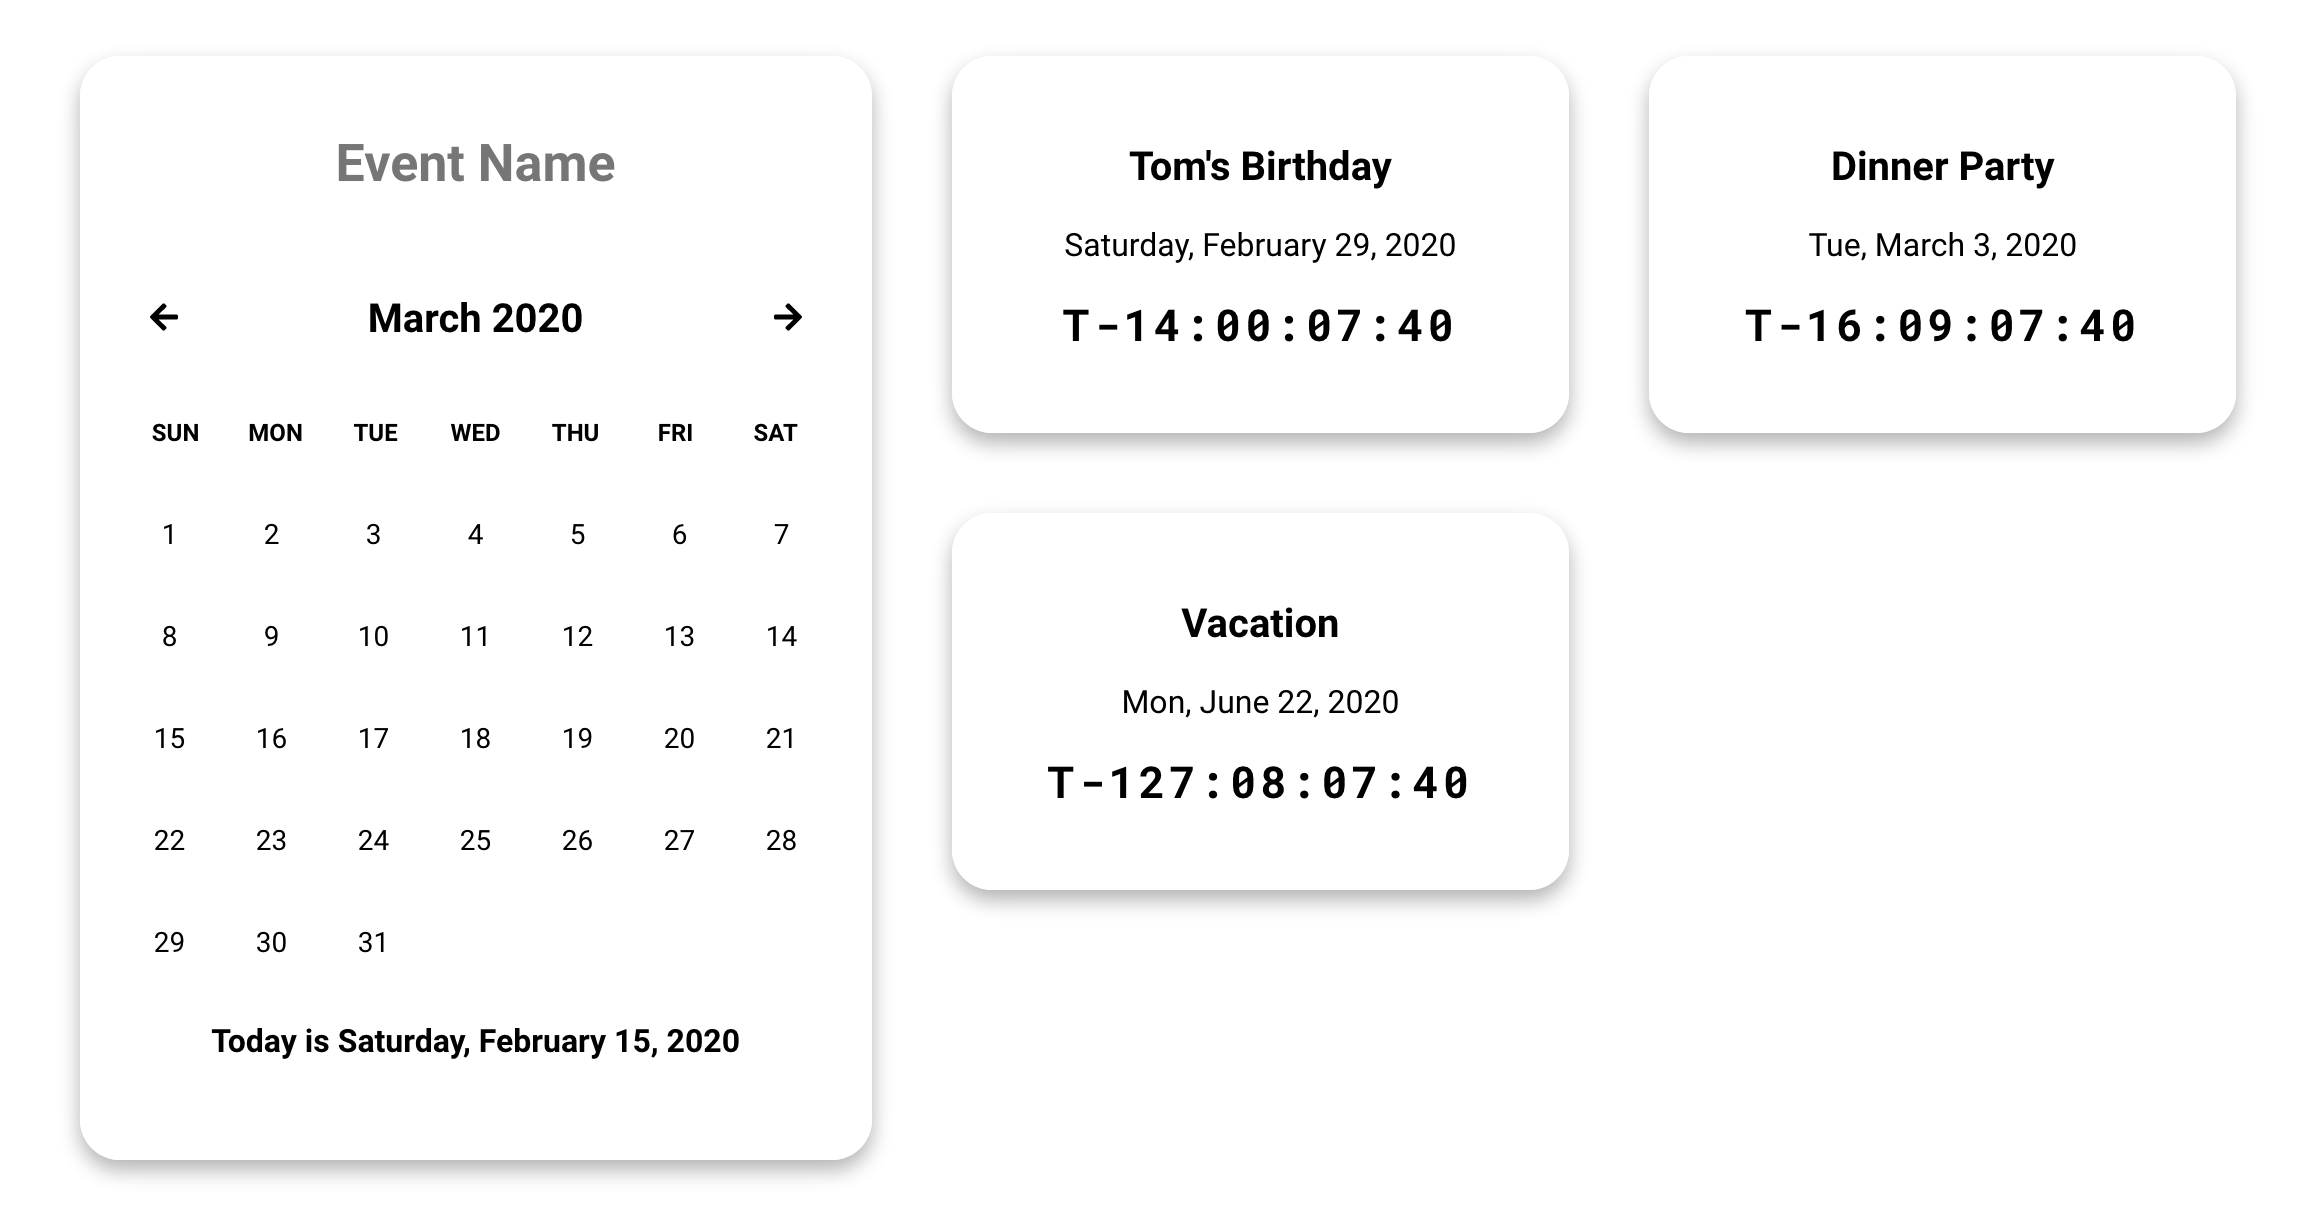 Event Name
March 2020
SUN MON TUE WED THU FRI SAT
1 2 3 4 5 6 7
8 9 10 11 12 13 14
15 16 17 18 19 20 21
22 23 24 25 26 27 28
29 30 31
Today is Saturday, February 15, 2020
Tom's Birthday
Saturday, February 29, 2020
T-14:00:07:40
Dinner Party
Tue, March 3, 2020
T-16:09:07:40
Vacation
Mon, June 22, 2020
T-127:08:07:40